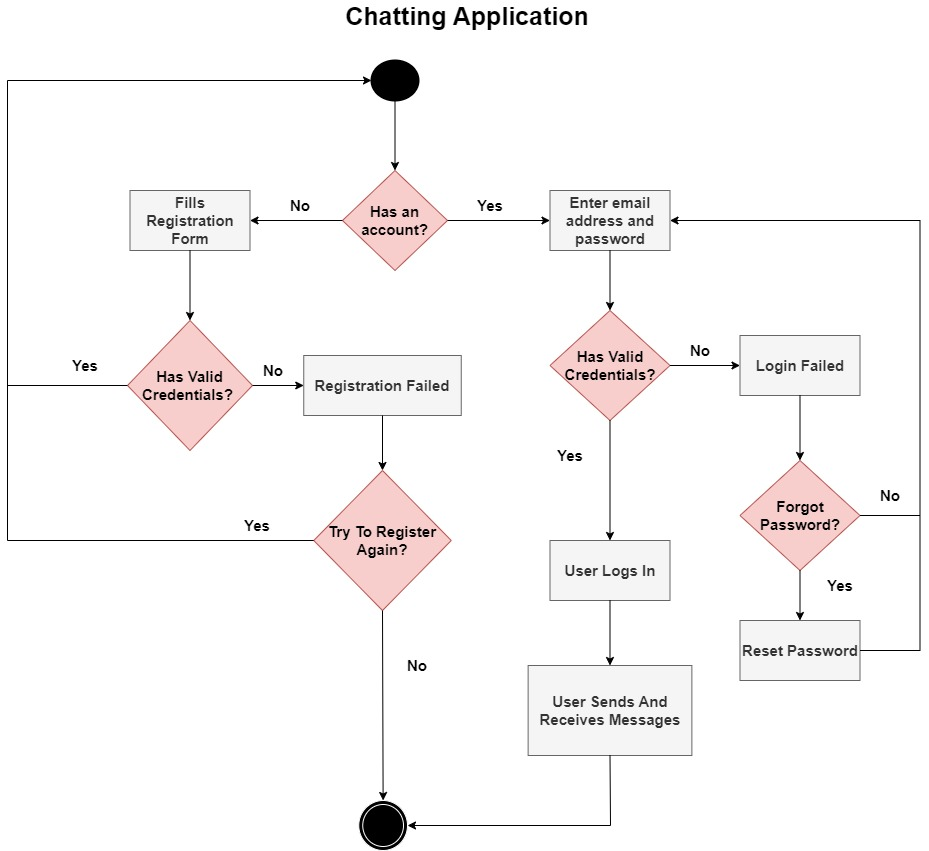 Chatting Application
Has an
account?
No
Yes
Fills
Registration
Form
Enter email
address and
password
Has Valid
Credentials?
Yes
No
Registration Failed
Has Valid
Credentials?
No
Login Failed
Yes
Try To Register
Again?
Yes
No
Forgot
Password?
No
Yes
User Logs In
Reset Password
User Sends And
Receives Messages